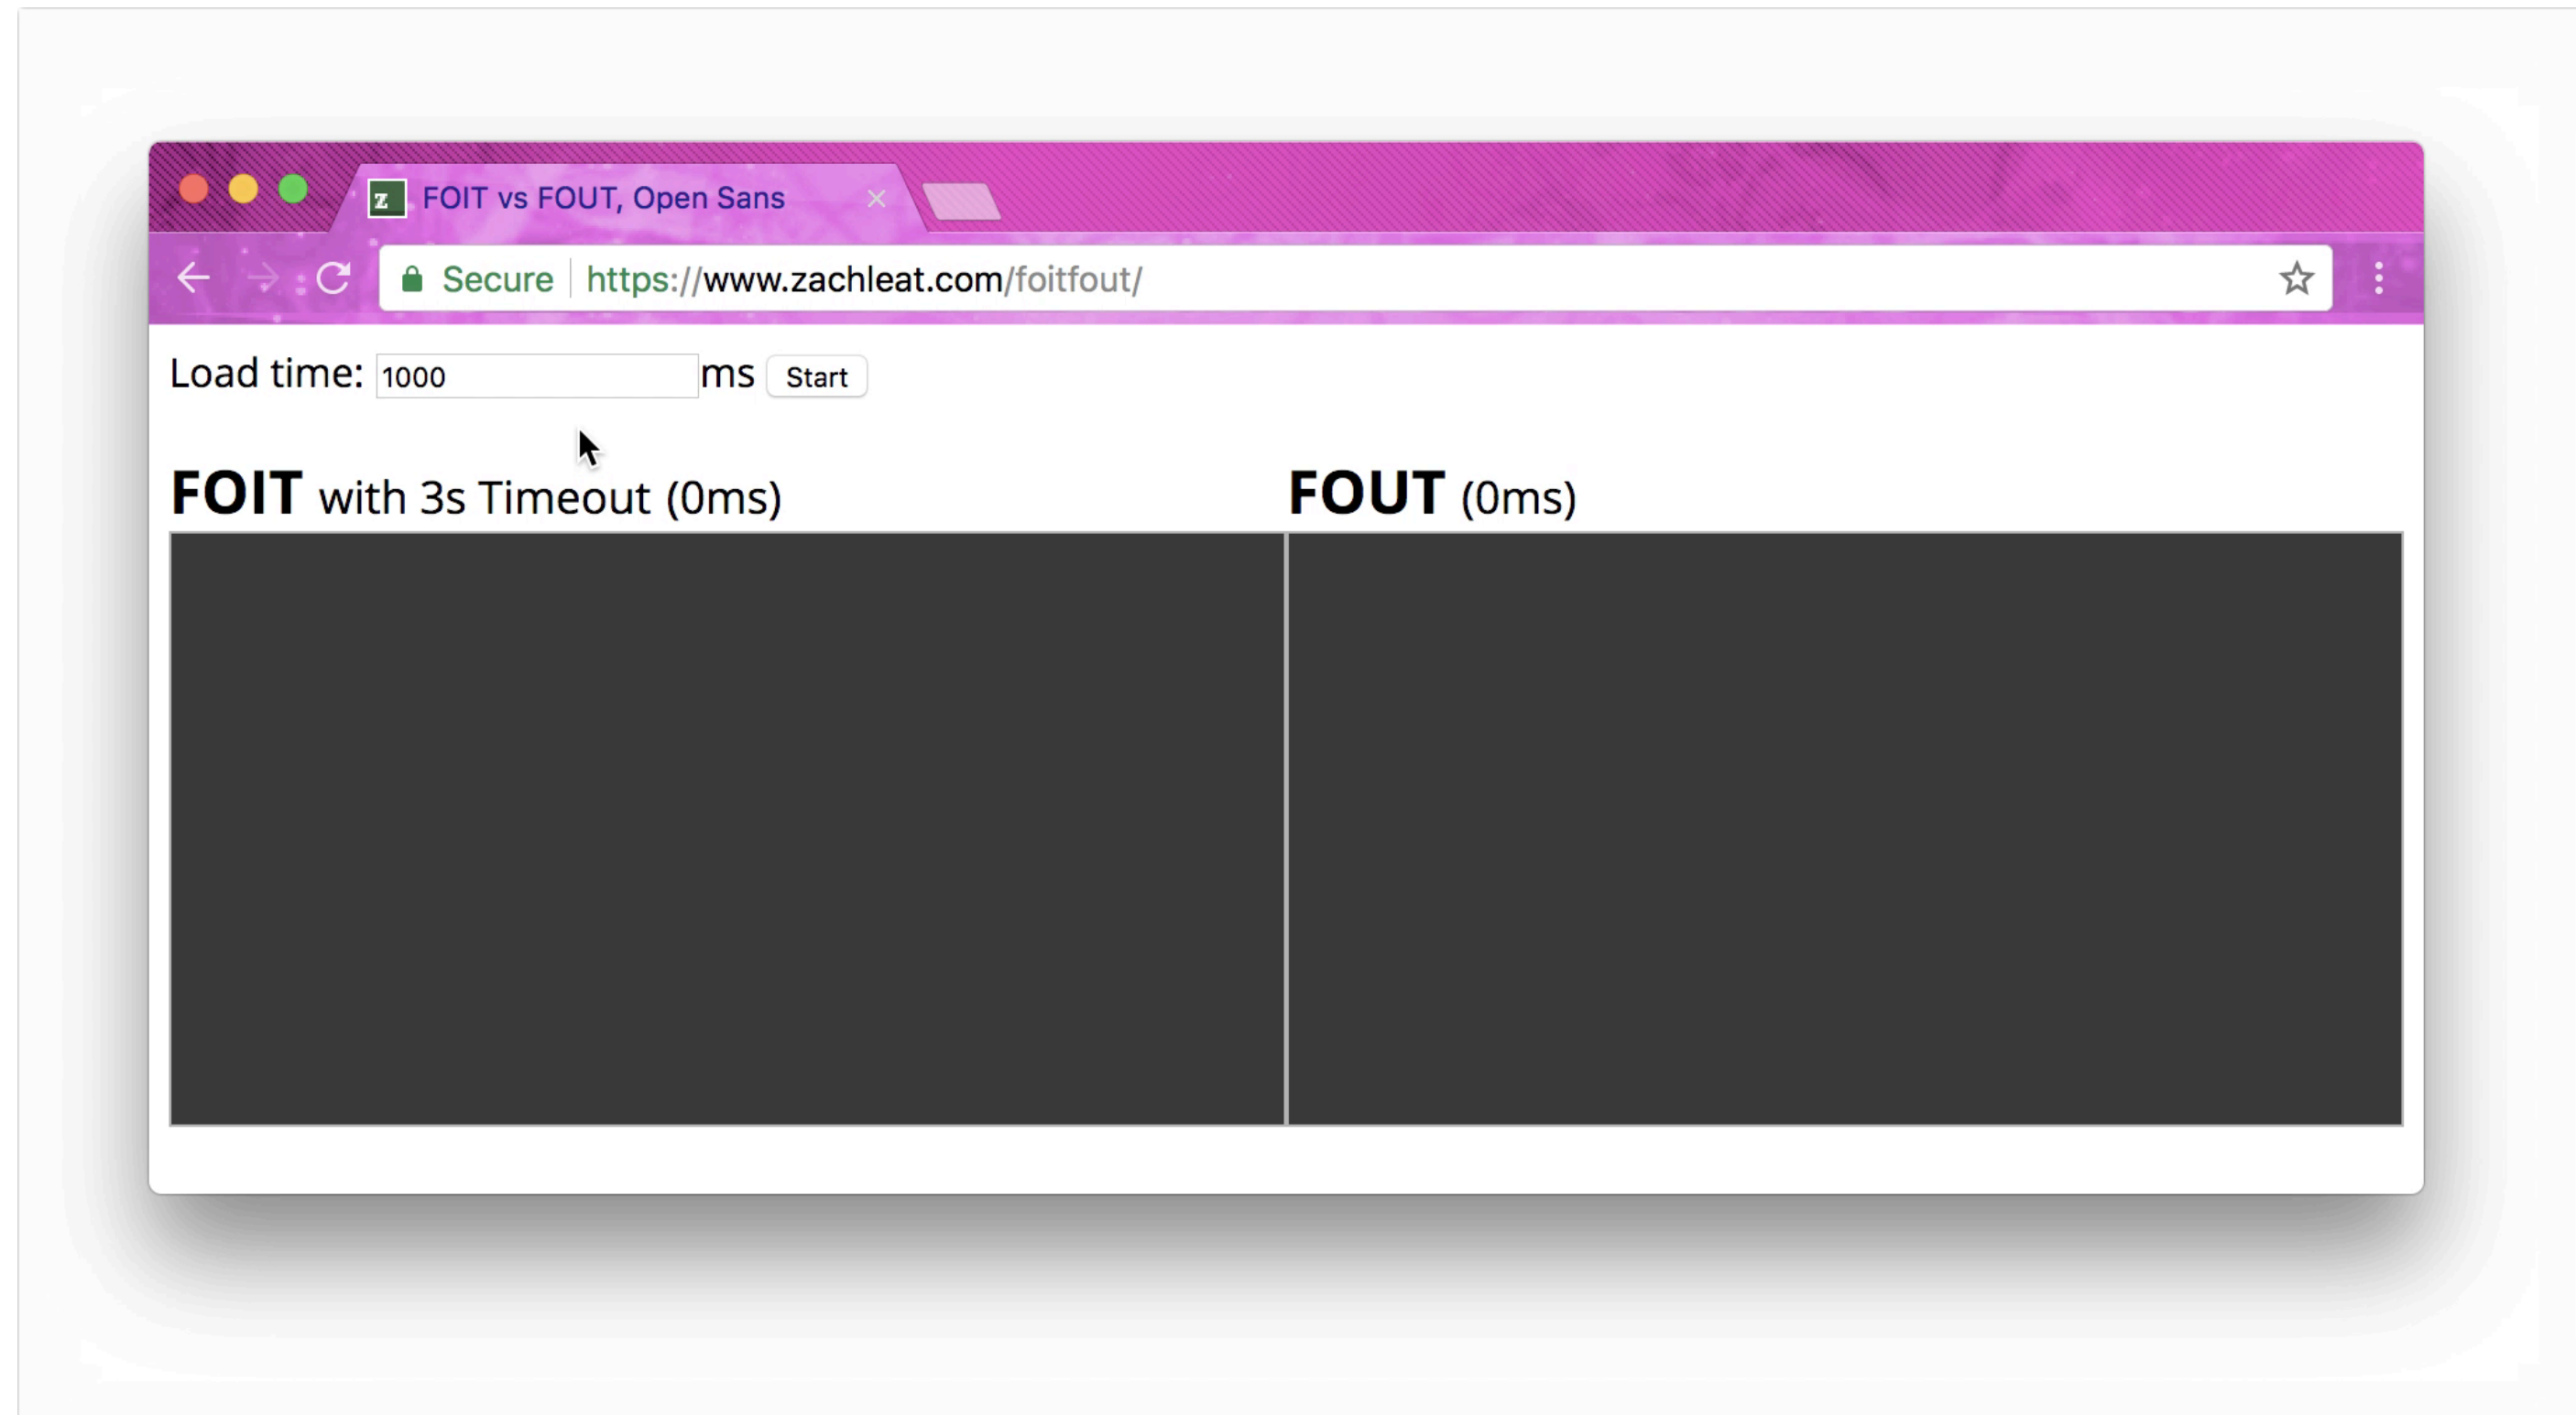 z FOIT vs FOUT, Open Sans
Secure https://www.zachleat.com/foitfout/
Load time: 1000 ms Start
FOIT with 3s Timeout (0ms)
FOUT (0ms)